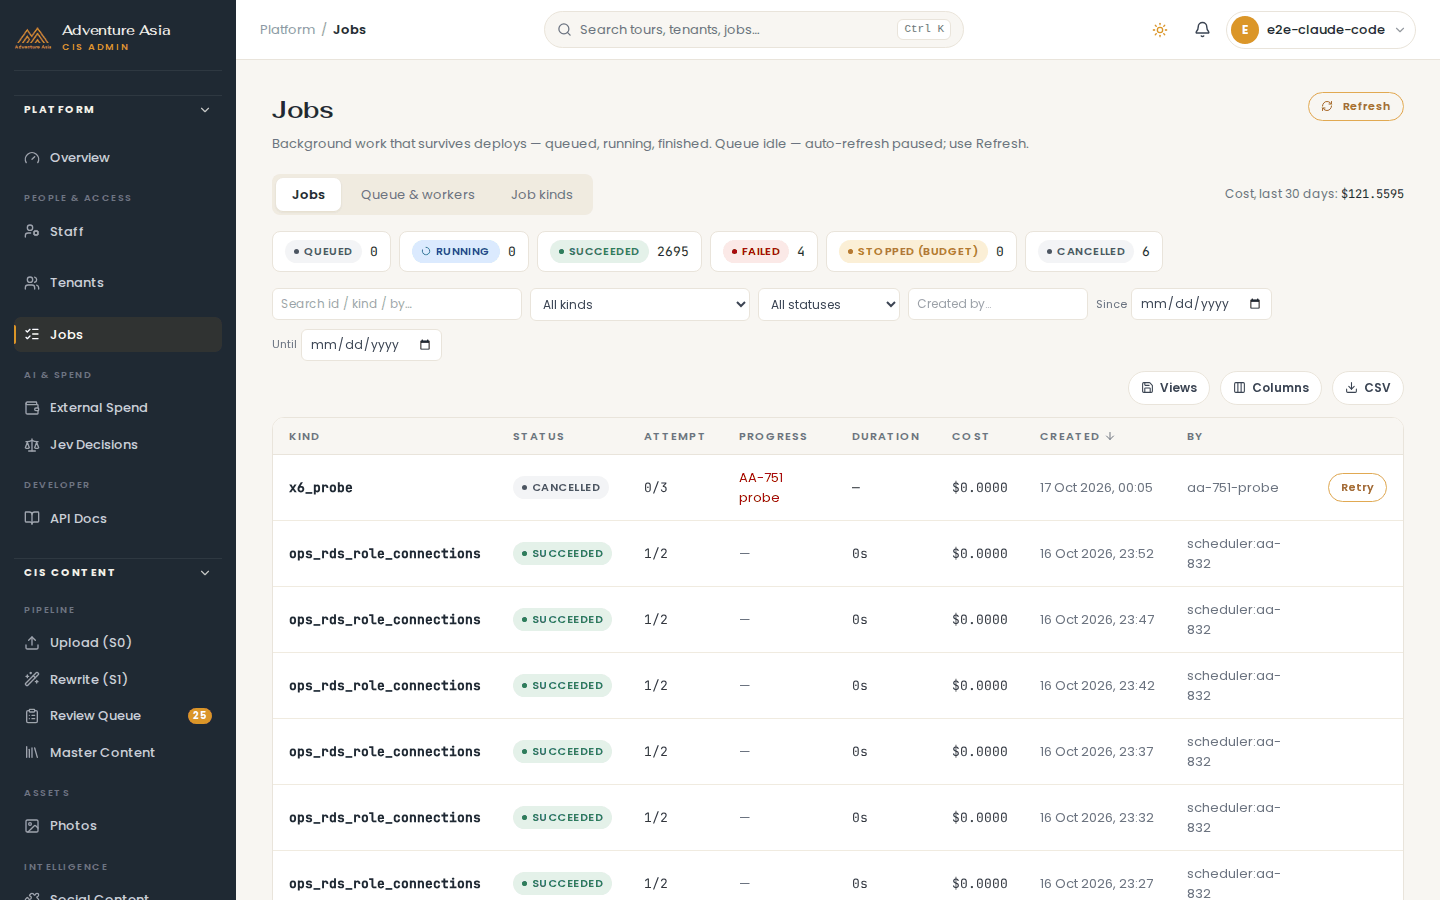 Adventure Asia
CIS ADMIN
Adventure Asia
PLATFORM
Overview
PEOPLE & ACCESS
Staff
Tenants
Jobs
AI & SPEND
External Spend
Jev Decisions
DEVELOPER
API Docs
CIS CONTENT
PIPELINE
Upload (S0)
Rewrite (S1)
Review Queue 25
Master Content
ASSETS
Photos
INTELLIGENCE
Social Content
Platform / Jobs
Search tours, tenants, jobs... Ctrl K
E e2e-claude-code
Jobs
Refresh
Background work that survives deploys — queued, running, finished. Queue idle — auto-refresh paused; use Refresh.
Jobs Queue & workers Job kinds
Cost, last 30 days: $121.5595
QUEUED 0 RUNNING 0 SUCCEEDED 2695 FAILED 4 STOPPED (BUDGET) 0 CANCELLED 6
Search id / kind / by... All kinds All statuses Created by... Since mm/dd/yyyy
Until mm/dd/yyyy
Views Columns CSV
KIND STATUS ATTEMPT PROGRESS DURATION COST CREATED ↓ BY
x6_probe CANCELLED 0/3 AA-751 probe — $0.0000 17 Oct 2026, 00:05 aa-751-probe Retry
ops_rds_role_connections SUCCEEDED 1/2 — 0s $0.0000 16 Oct 2026, 23:52 scheduler:aa-832
ops_rds_role_connections SUCCEEDED 1/2 — 0s $0.0000 16 Oct 2026, 23:47 scheduler:aa-832
ops_rds_role_connections SUCCEEDED 1/2 — 0s $0.0000 16 Oct 2026, 23:42 scheduler:aa-832
ops_rds_role_connections SUCCEEDED 1/2 — 0s $0.0000 16 Oct 2026, 23:37 scheduler:aa-832
ops_rds_role_connections SUCCEEDED 1/2 — 0s $0.0000 16 Oct 2026, 23:32 scheduler:aa-832
ops_rds_role_connections SUCCEEDED 1/2 — 0s $0.0000 16 Oct 2026, 23:27 scheduler:aa-832